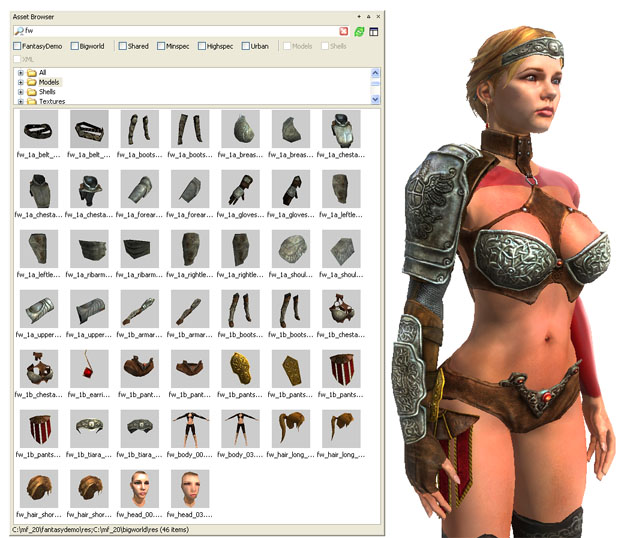 Asset Browser
fw
FantasyDemo Bigworld Shared Minspec Highspec Urban Models Shells
XML
All
Models
Shells
Textures
fw_1a_belt_... fw_1a_belt_... fw_1a_boots... fw_1a_boots... fw_1a_breas... fw_1a_breas... fw_1a_chesta...
fw_1a_chesta... fw_1a_chesta... fw_1a_forear... fw_1a_forear... fw_1a_gloves... fw_1a_gloves... fw_1a_leftle...
fw_1a_leftle... fw_1a_ribarm... fw_1a_ribarm... fw_1a_rightle... fw_1a_rightle... fw_1a_shoul... fw_1a_shoul...
fw_1a_upper... fw_1a_upper... fw_1b_armar... fw_1b_armar... fw_1b_boots... fw_1b_boots... fw_1b_chesta...
fw_1b_chesta... fw_1b_earri... fw_1b_pants... fw_1b_pants... fw_1b_pants... fw_1b_pants... fw_1b_pants...
fw_1b_pants... fw_1b_tiara_... fw_1b_tiara_... fw_body_00.... fw_body_03.... fw_hair_long_... fw_hair_long_...
fw_hair_shor... fw_hair_shor... fw_head_00.... fw_head_03....
C:\mf_20\fantasydemo\res;C:\mf_20\bigworld\res (46 items)